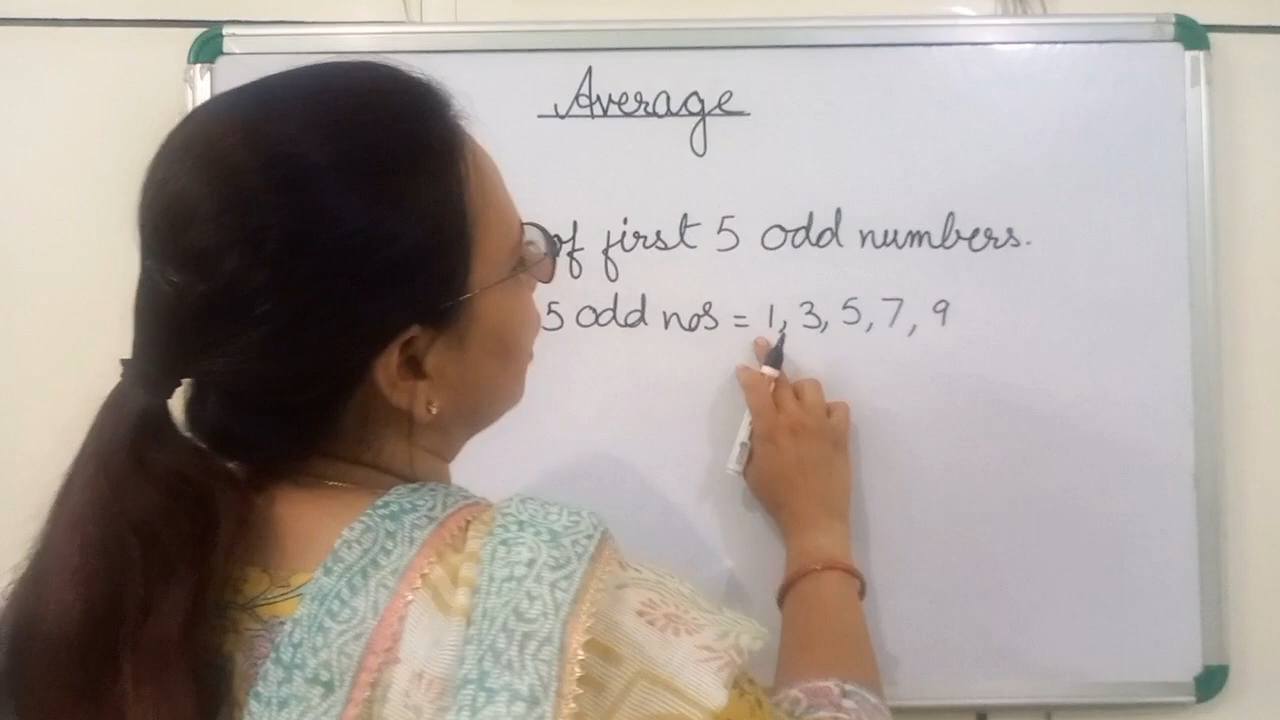 Average
of first 5 odd numbers.
5 odd nos = 1, 3, 5, 7, 9